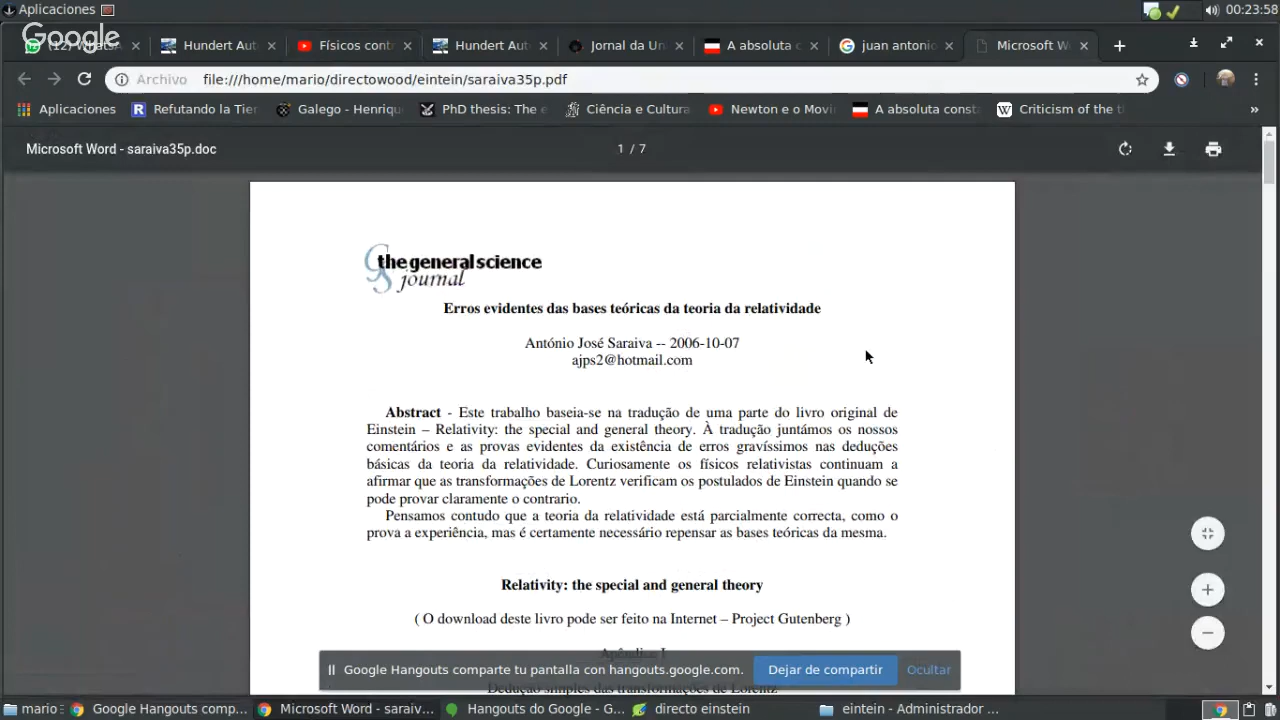 Aplicaciones
00:23:58
Google
(12) WhatsA
Hundert Aut
Físicos cont
Hundert Aut
Jornal da Un
A absoluta c
juan antonio
Microsoft W
Archivo file:///home/mario/directowood/eintein/saraiva35p.pdf
Aplicaciones
Refutando la Tier
Galego - Henriqu
PhD thesis: The e
Ciência e Cultura
Newton e o Movi
A absoluta const
Criticism of the t
»
Microsoft Word - saraiva35p.doc
1 / 7
the general science
journal
Erros evidentes das bases teóricas da teoria da relatividade
António José Saraiva -- 2006-10-07
ajps2@hotmail.com
Abstract - Este trabalho baseia-se na tradução de uma parte do livro original de
Einstein – Relativity: the special and general theory. À tradução juntámos os nossos
comentários e as provas evidentes da existência de erros gravíssimos nas deduções
básicas da teoria da relatividade. Curiosamente os físicos relativistas continuam a
afirmar que as transformações de Lorentz verificam os postulados de Einstein quando se
pode provar claramente o contrario.
Pensamos contudo que a teoria da relatividade está parcialmente correcta, como o
prova a experiência, mas é certamente necessário repensar as bases teóricas da mesma.
Relativity: the special and general theory
( O download deste livro pode ser feito na Internet – Project Gutenberg )
Apêndice I
Google Hangouts comparte tu pantalla con hangouts.google.com.
Dejar de compartir
Ocultar
Dedução simples das transformações de Lorentz
mario
Google Hangouts comp...
Microsoft Word - saraiv...
Hangouts do Google - G...
directo einstein
eintein - Administrador ...